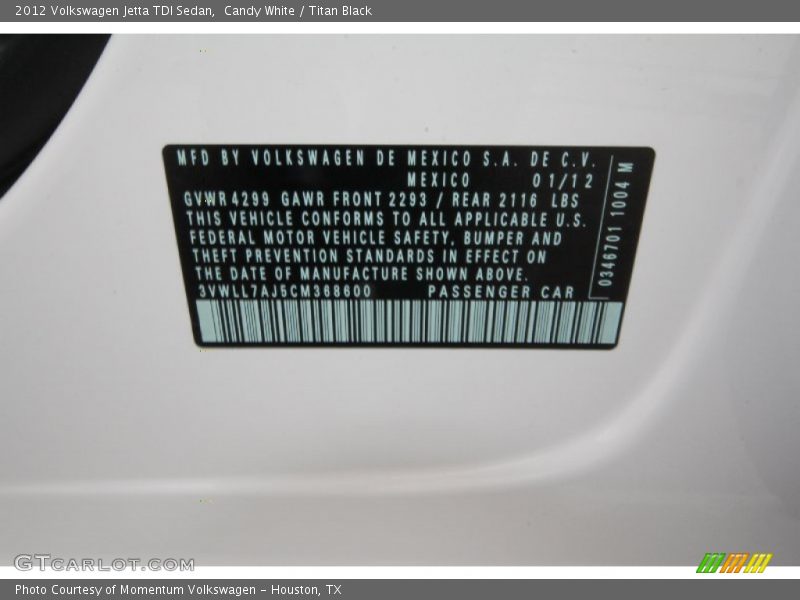 2012 Volkswagen Jetta TDI Sedan,  Candy White / Titan Black
MFD BY VOLKSWAGEN DE MEXICO S.A. DE C.V.
MEXICO 01/12
GVWR 4299 GAWR FRONT 2293 / REAR 2116 LBS
THIS VEHICLE CONFORMS TO ALL APPLICABLE U.S.
FEDERAL MOTOR VEHICLE SAFETY, BUMPER AND
THEFT PREVENTION STANDARDS IN EFFECT ON
THE DATE OF MANUFACTURE SHOWN ABOVE.
3VWLL7AJ5CM368600 PASSENGER CAR
0346701 1004 M
GTCARLOT.COM
Photo Courtesy of Momentum Volkswagen - Houston, TX